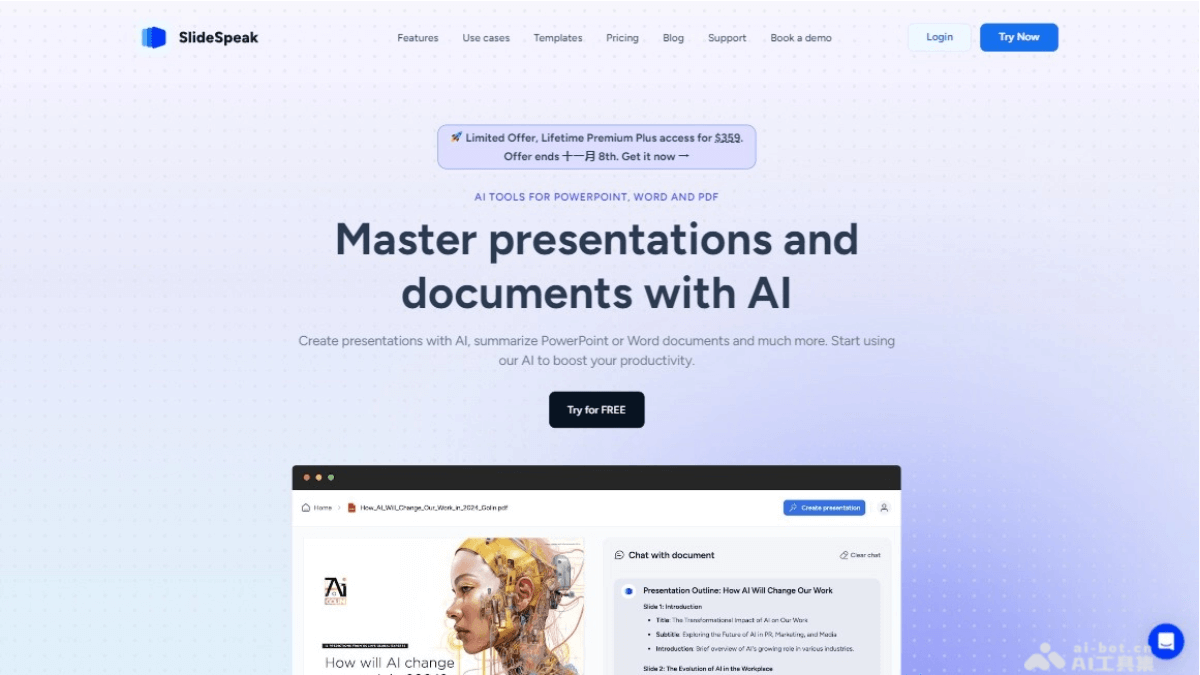 SlideSpeak
Features Use cases Templates Pricing Blog Support Book a demo Login Try Now
🚀 Limited Offer, Lifetime Premium Plus access for $359.
Offer ends 十一月 8th. Get it now →
AI TOOLS FOR POWERPOINT, WORD AND PDF
Master presentations and
documents with AI
Create presentations with AI, summarize PowerPoint or Word documents and much more. Start using
our AI to boost your productivity.
Try for FREE
Home > How_AI_Will_Change_Our_Work_in_2024_Golin.pdf
Create presentation
Chat with document
Clear chat
Presentation Outline: How AI Will Change Our Work
Slide 1: Introduction
• Title: The Transformational Impact of AI on Our Work
• Subtitle: Exploring the Future of AI in PR, Marketing, and Media
• Introduction: Brief overview of AI's growing role in various industries.
Slide 2: The Evolution of AI in the Workplace
How will AI change
ai-bot.cn
AI工具集